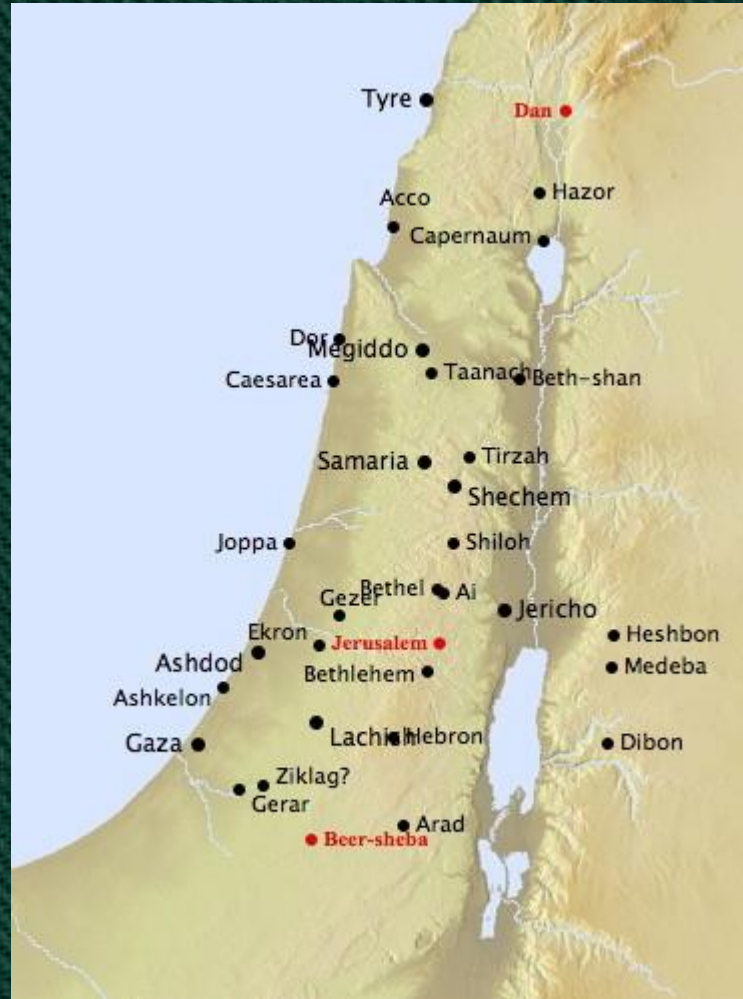 Tyre
Dan
Hazor
Acco
Capernaum
Dor
Megiddo
Taanach
Beth-shan
Caesarea
Samaria
Tirzah
Shechem
Joppa
Shiloh
Bethel
Ai
Gezer
Jericho
Ekron
Jerusalem
Heshbon
Ashdod
Bethlehem
Medeba
Ashkelon
Lachish
Hebron
Gaza
Dibon
Ziklag?
Gerar
Arad
Beer-sheba